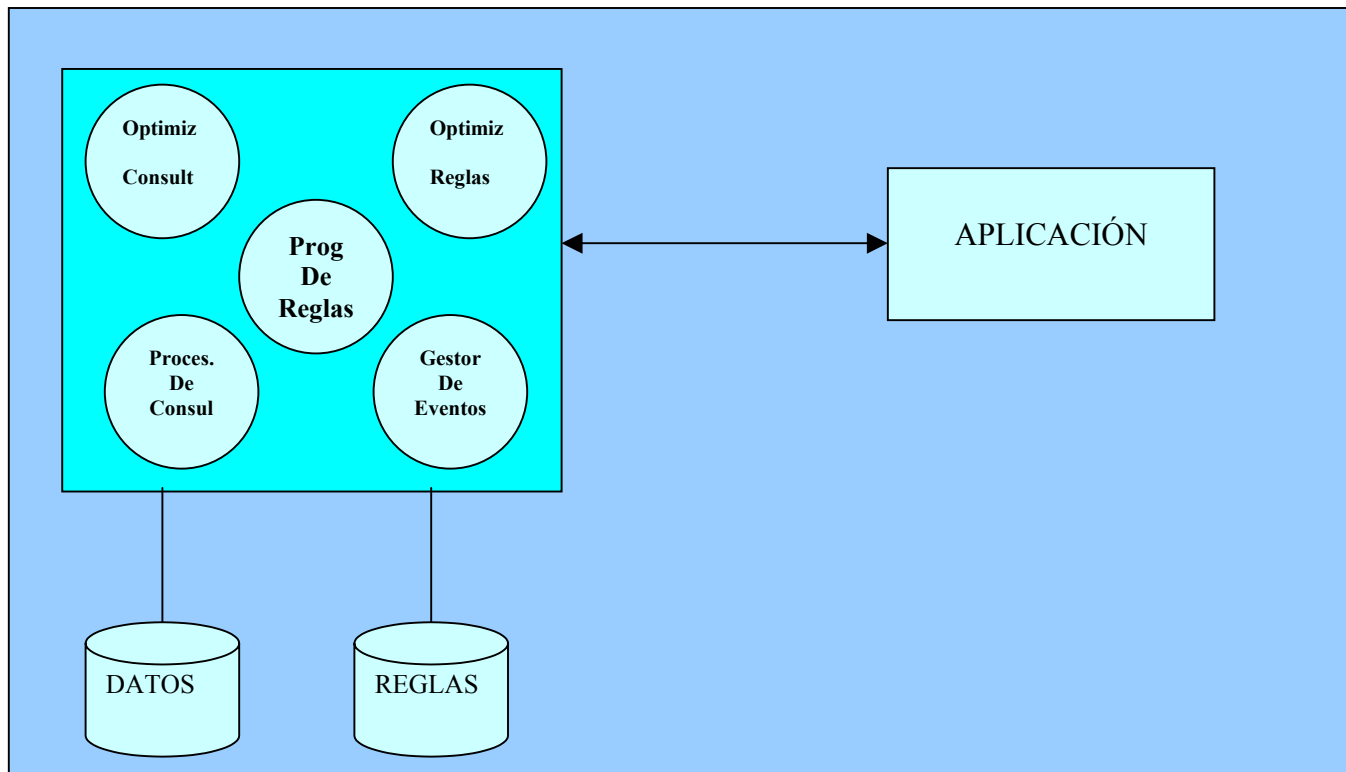 Optimiz
Consult
Optimiz
Reglas
Prog
De
Reglas
Proces.
De
Consul
Gestor
De
Eventos
APLICACIÓN
DATOS
REGLAS